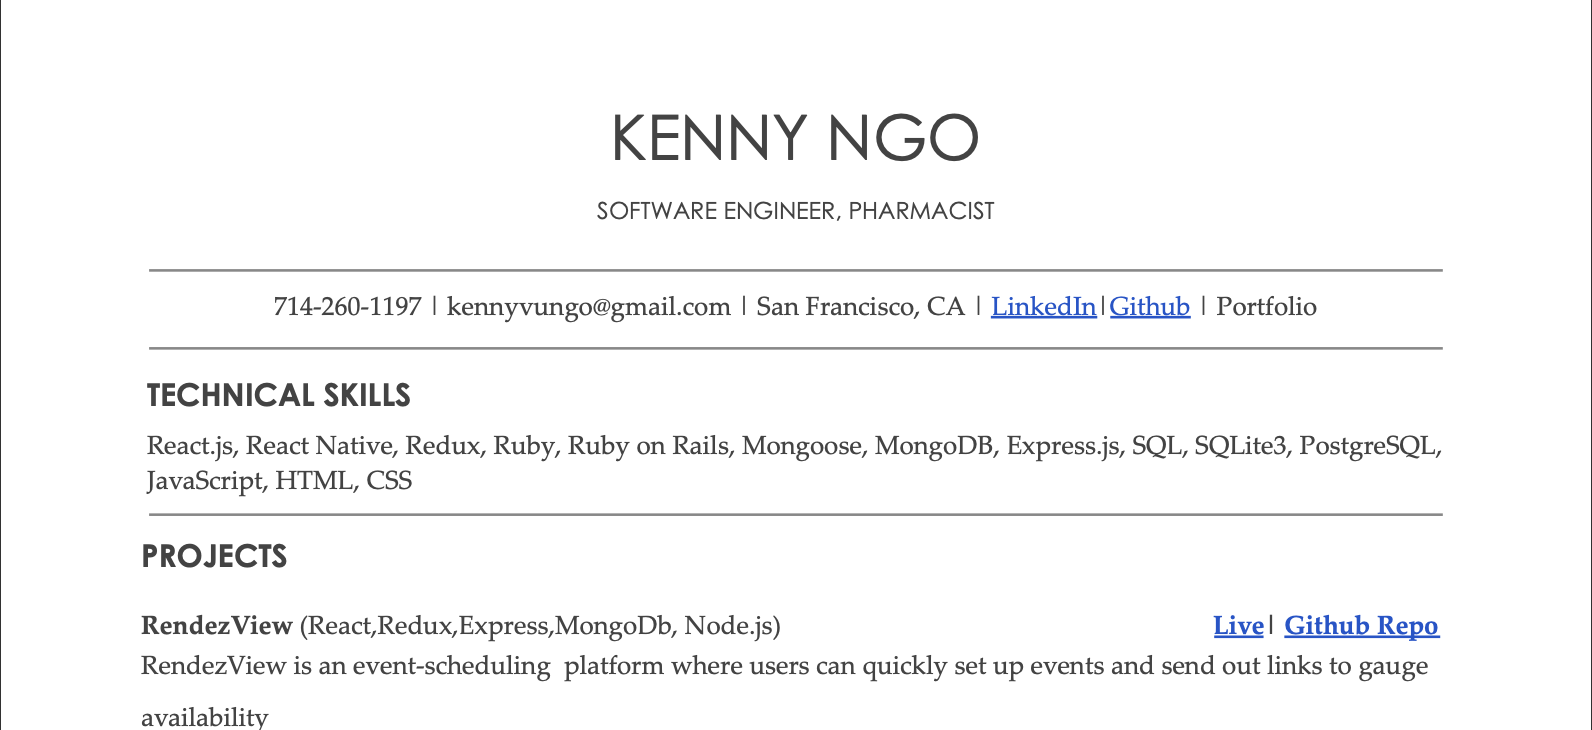 KENNY NGO
SOFTWARE ENGINEER, PHARMACIST
714-260-1197 | kennyvungo@gmail.com | San Francisco, CA | LinkedIn|Github | Portfolio
TECHNICAL SKILLS
React.js, React Native, Redux, Ruby, Ruby on Rails, Mongoose, MongoDB, Express.js, SQL, SQLite3, PostgreSQL,
JavaScript, HTML, CSS
PROJECTS
RendezView (React,Redux,Express,MongoDb, Node.js) Live| Github Repo
RendezView is an event-scheduling  platform where users can quickly set up events and send out links to gauge
availability